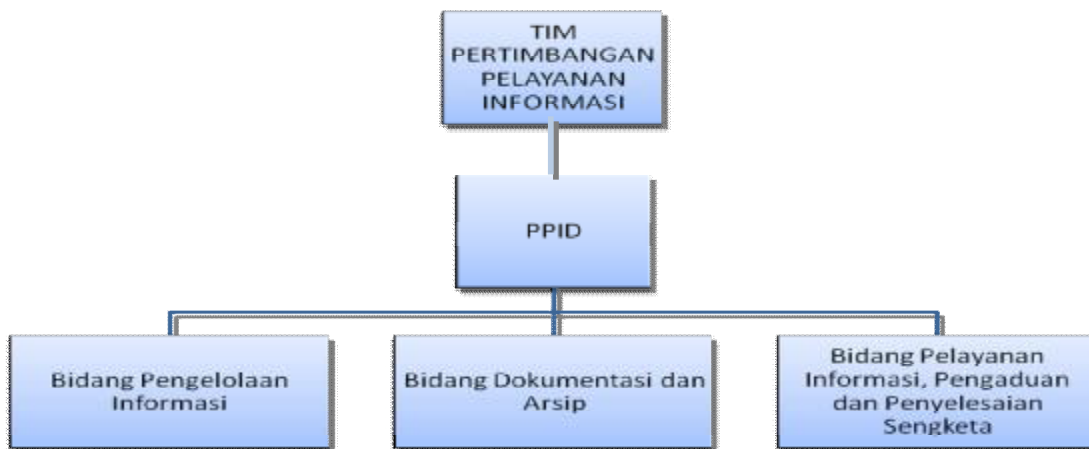 TIM
PERTIMBANGAN
PELAYANAN
INFORMASI
PPID
Bidang Pengelolaan
Informasi
Bidang Dokumentasi dan
Arsip
Bidang Pelayanan
Informasi, Pengaduan
dan Penyelesaian
Sengketa